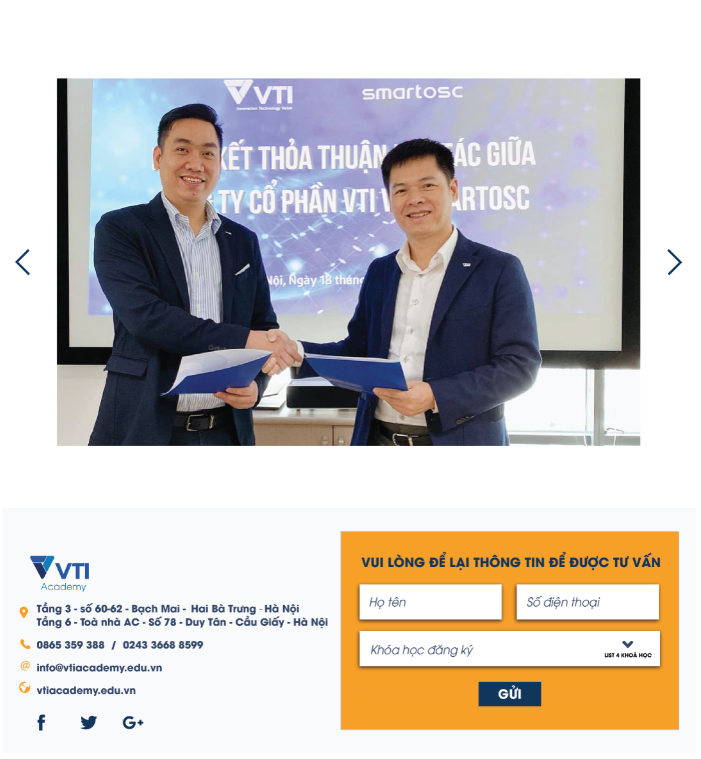 VTI
Innovation Technology Vision
smartosc
KẾT THỎA THUẬN TÁC GIỮA
TY CỔ PHẦN VTI
Nội, Ngày 18
VTI
Academy
Tầng 3 - số 60-62 - Bạch Mai - Hai Bà Trưng - Hà Nội
Tầng 6 - Toà nhà AC - Số 78 - Duy Tân - Cầu Giấy - Hà Nội
0865 359 388 / 0243 3668 8599
info@vtiacademy.edu.vn
vtiacademy.edu.vn
G+
VUI LÒNG ĐỂ LẠI THÔNG TIN ĐỂ ĐƯỢC TƯ VẤN
Họ tên
Số điện thoại
Khóa học đăng ký
LIST 4 KHOÁ HỌC
GỬI